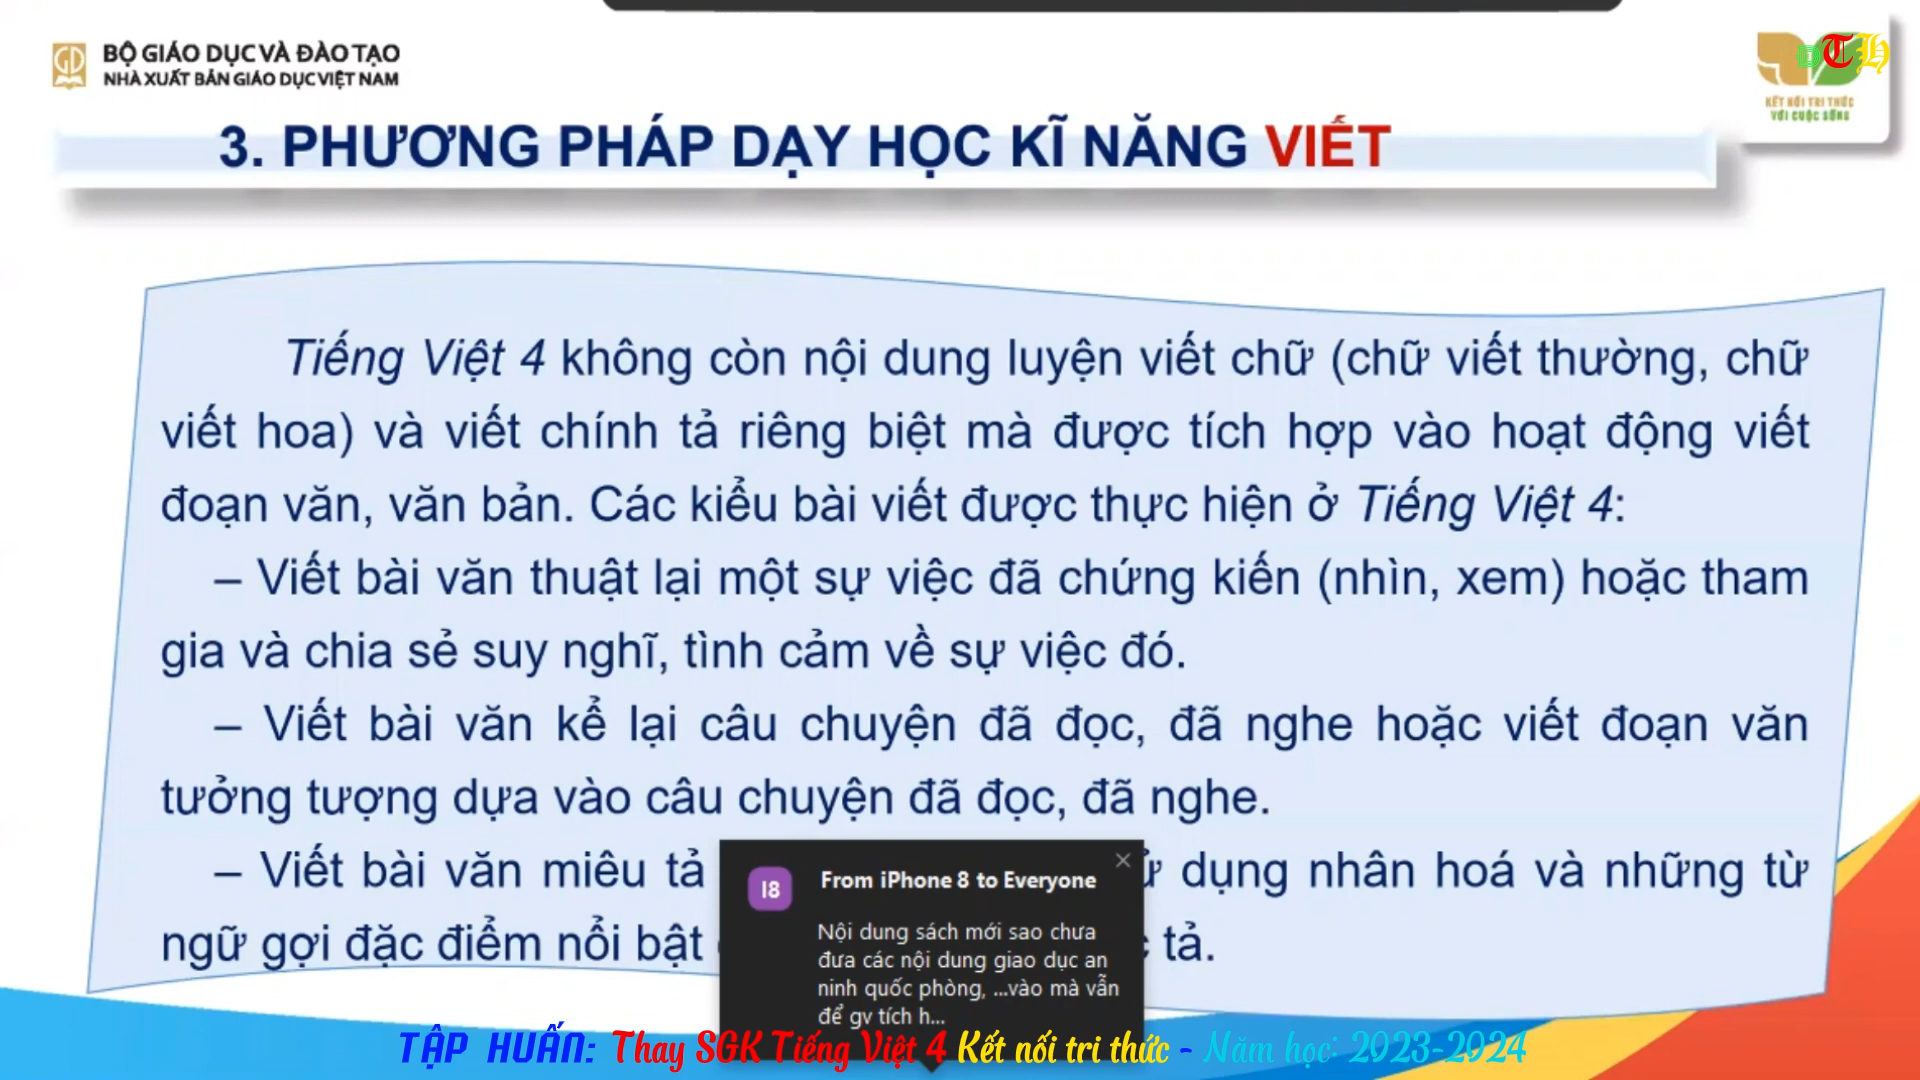 BỘ GIÁO DỤC VÀ ĐÀO TẠO
NHÀ XUẤT BẢN GIÁO DỤC VIỆT NAM
TH
KẾT NỐI TRI THỨC
VỚI CUỘC SỐNG
3. PHƯƠNG PHÁP DẠY HỌC KĨ NĂNG VIẾT
Tiếng Việt 4 không còn nội dung luyện viết chữ (chữ viết thường, chữ
viết hoa) và viết chính tả riêng biệt mà được tích hợp vào hoạt động viết
đoạn văn, văn bản. Các kiểu bài viết được thực hiện ở Tiếng Việt 4:
– Viết bài văn thuật lại một sự việc đã chứng kiến (nhìn, xem) hoặc tham
gia và chia sẻ suy nghĩ, tình cảm về sự việc đó.
– Viết bài văn kể lại câu chuyện đã đọc, đã nghe hoặc viết đoạn văn
tưởng tượng dựa vào câu chuyện đã đọc, đã nghe.
– Viết bài văn miêu tả dụng nhân hoá và những từ
ngữ gợi đặc điểm nổi bật tả.
I8
From iPhone 8 to Everyone
Nội dung sách mới sao chưa
đưa các nội dung giao dục an
ninh quốc phòng, ...vào mà vẫn
để gv tích h...
TẬP HUẤN: Thay SGK Tiếng Việt 4 Kết nối tri thức - Năm học: 2023-2024